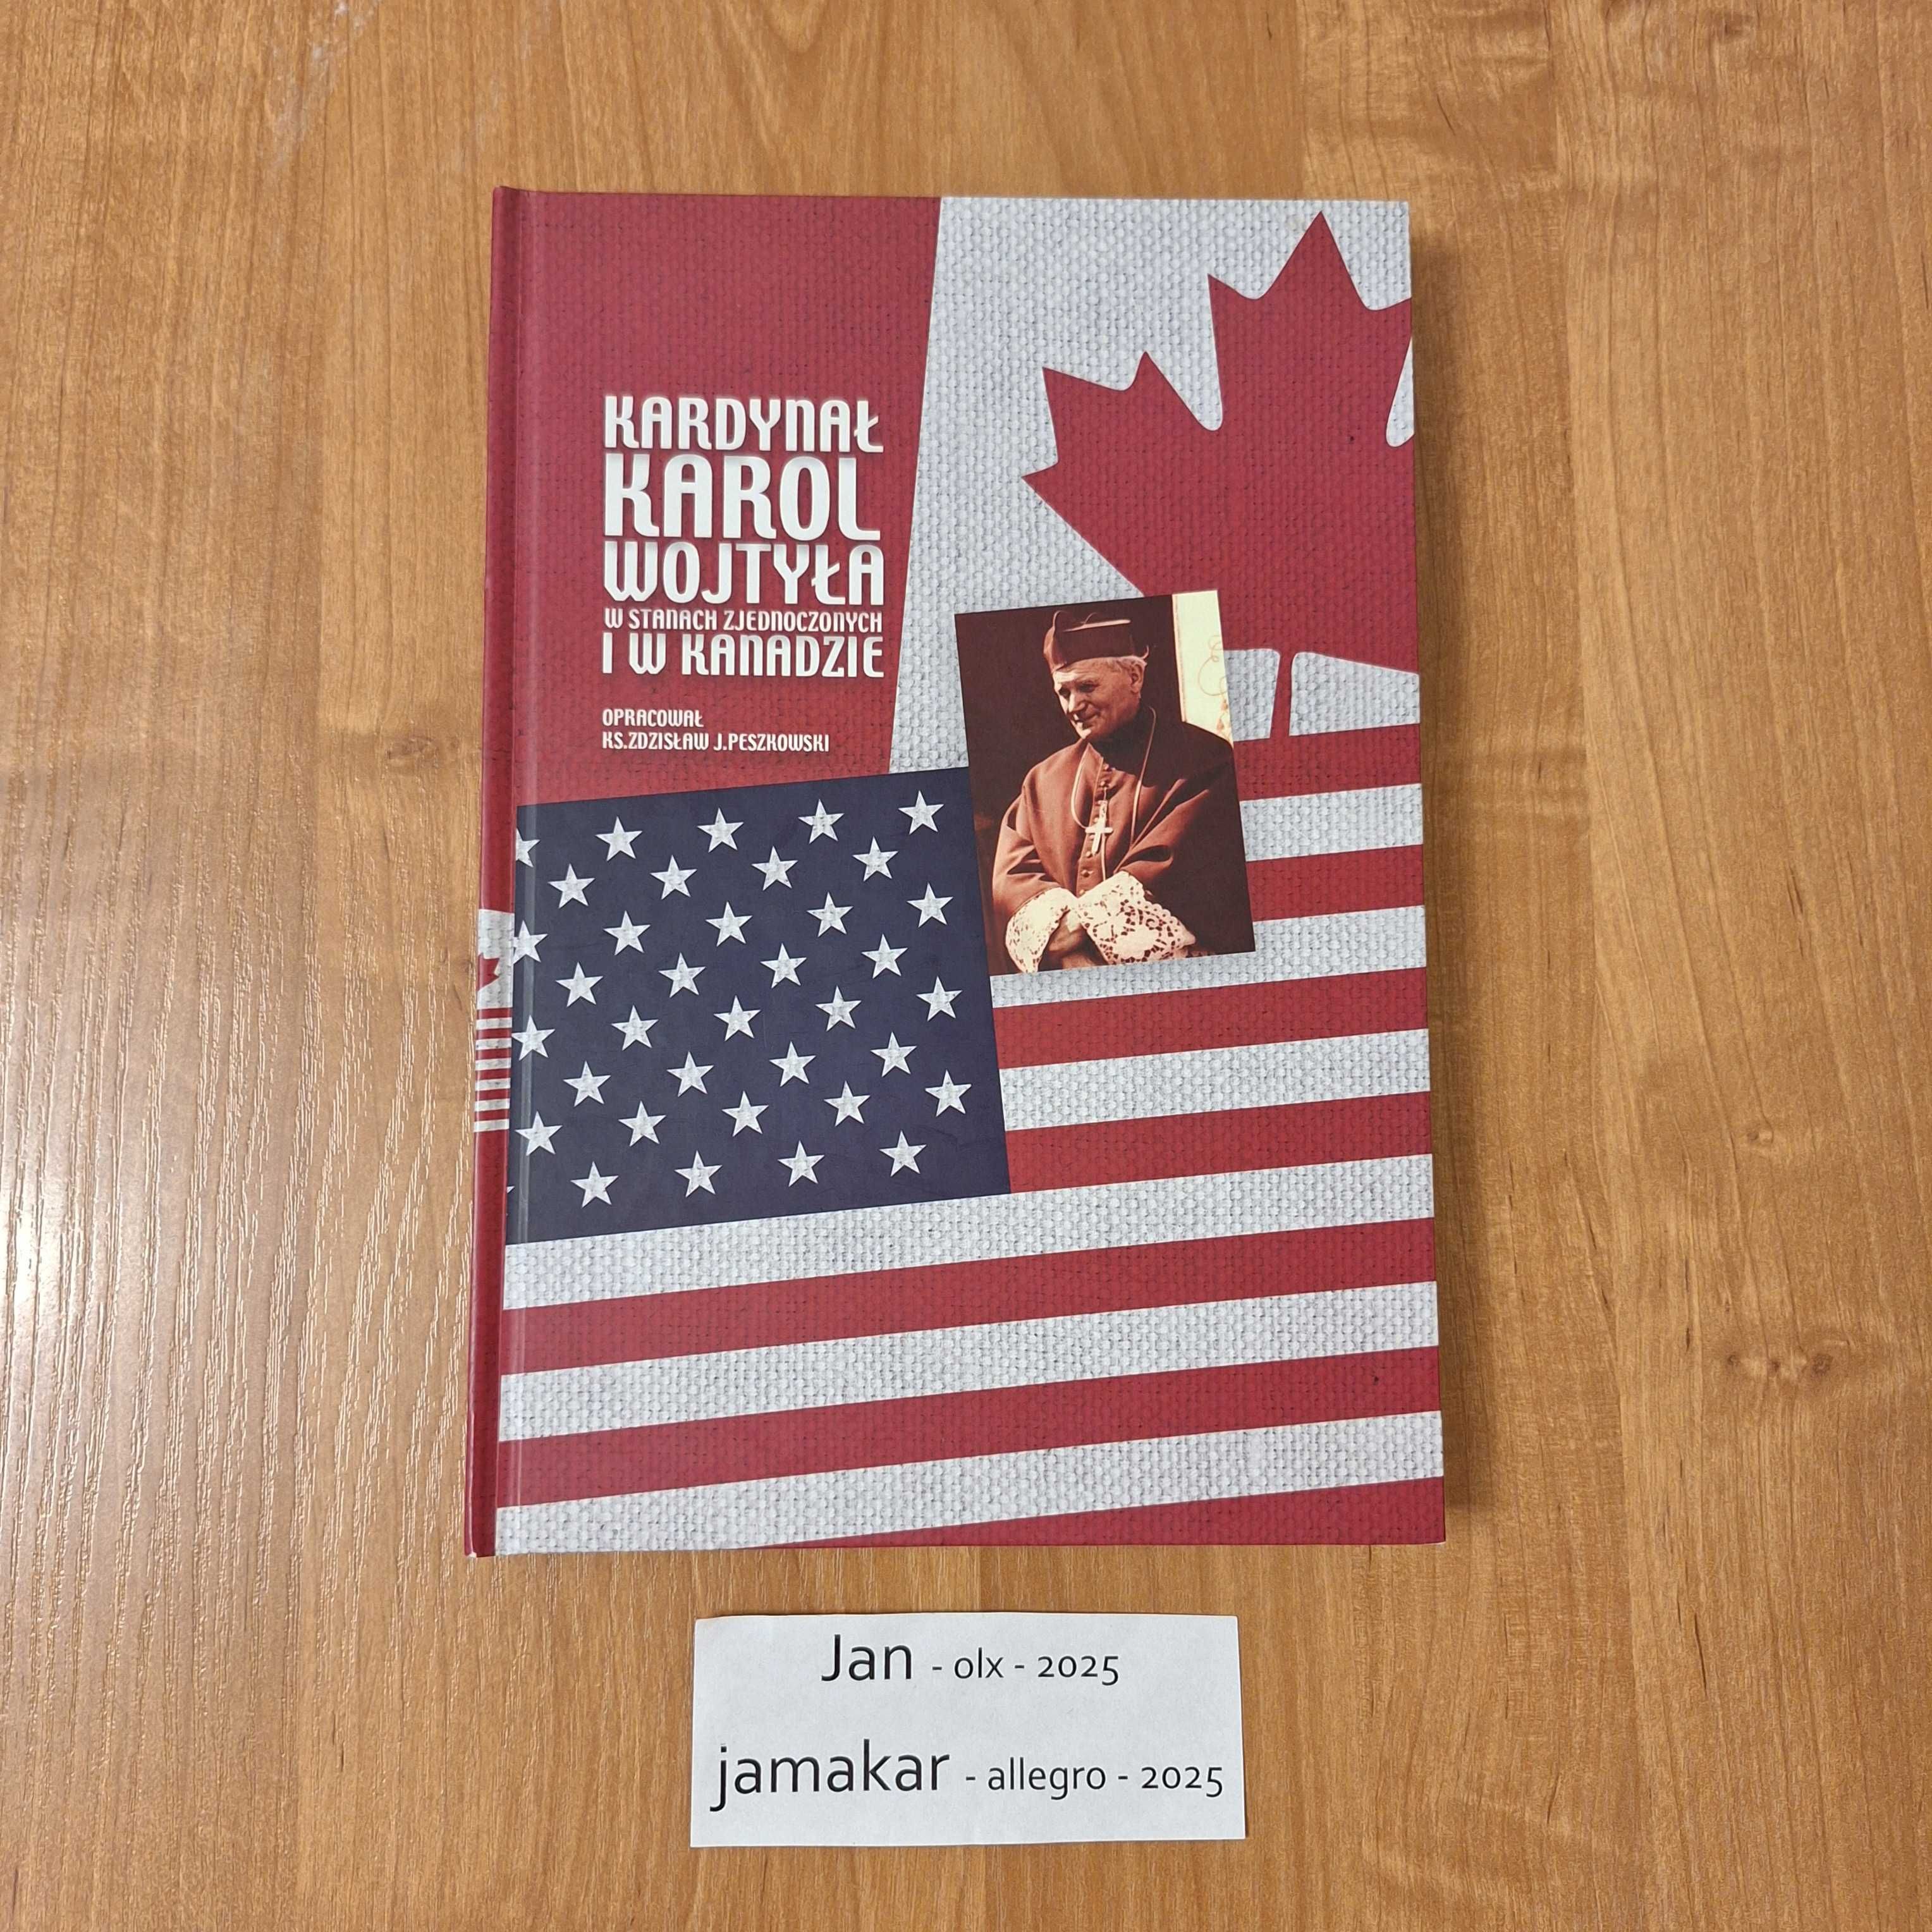 KARDYNAŁ
KAROL
WOJTYŁA
W STANACH ZJEDNOCZONYCH
I W KANADZIE
OPRACOWAŁ
KS.ZDZISŁAW J.PESZKOWSKI
Jan - olx - 2025
jamakar - allegro - 2025